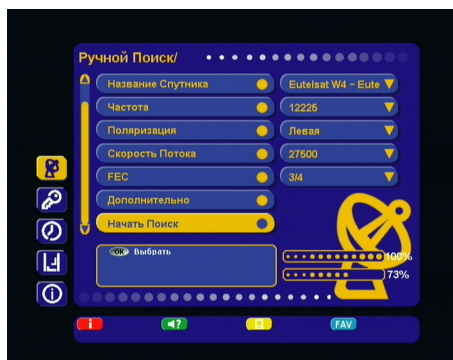 Ручной Поиск/
Название Спутника Eutelsat W4 - Eute
Частота 12225
Поляризация Левая
Скорость Потока 27500
FEC 3/4
Дополнительно
Начать Поиск
OK Выбрать
100%
73%
i ? FAV